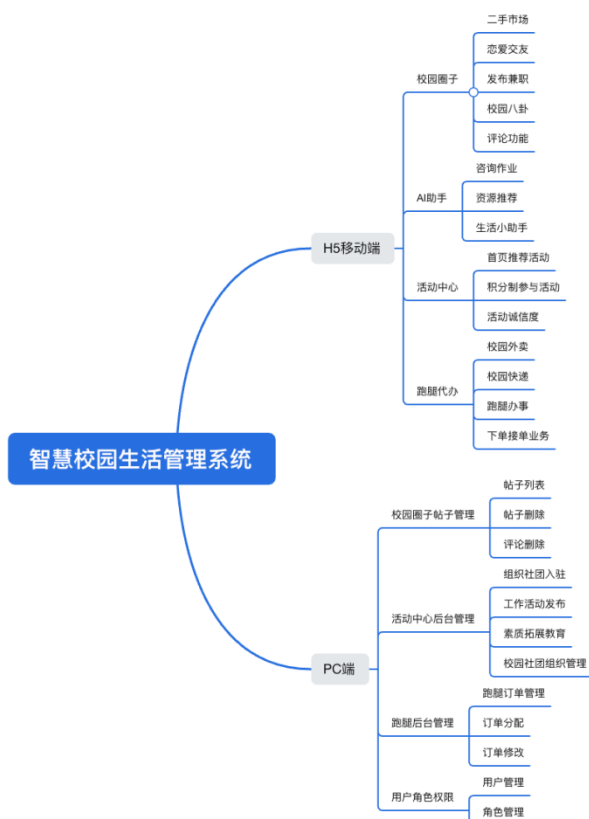 智慧校园生活管理系统
H5移动端
校园圈子
二手市场
恋爱交友
发布兼职
校园八卦
评论功能
AI助手
咨询作业
资源推荐
生活小助手
活动中心
首页推荐活动
积分制参与活动
活动诚信度
跑腿代办
校园外卖
校园快递
跑腿办事
下单接单业务
PC端
校园圈子帖子管理
帖子列表
帖子删除
评论删除
活动中心后台管理
组织社团入驻
工作活动发布
素质拓展教育
校园社团组织管理
跑腿后台管理
跑腿订单管理
订单分配
订单修改
用户角色权限
用户管理
角色管理